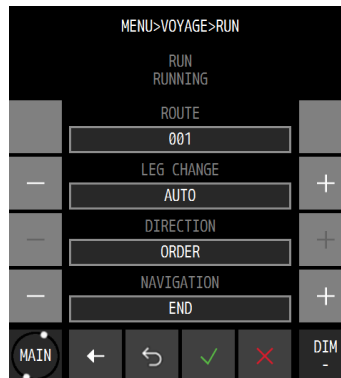 MENU>VOYAGE>RUN
RUN
RUNNING
ROUTE
001
LEG CHANGE
AUTO
DIRECTION
ORDER
NAVIGATION
END
MAIN
DIM
-